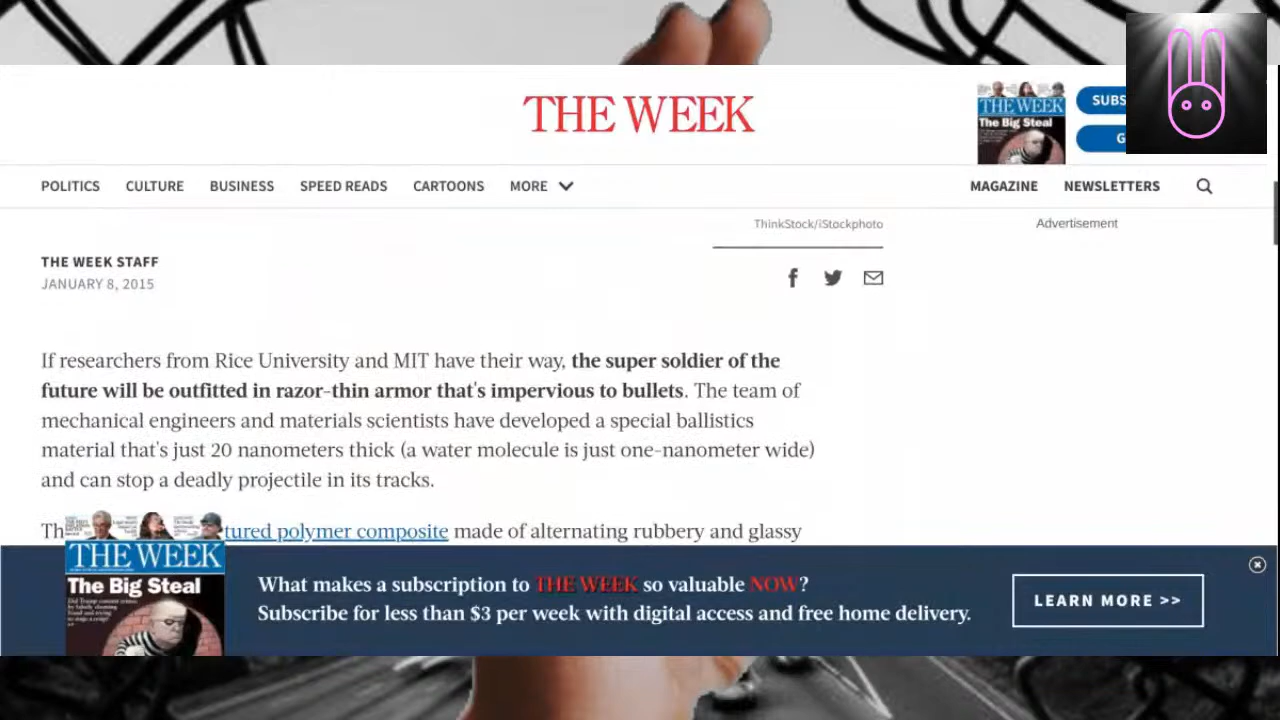 THE WEEK
THE WEEK
The Big Steal
SUBS
G
POLITICS CULTURE BUSINESS SPEED READS CARTOONS MORE MAGAZINE NEWSLETTERS
ThinkStock/iStockphoto
Advertisement
THE WEEK STAFF
JANUARY 8, 2015
If researchers from Rice University and MIT have their way, the super soldier of the
future will be outfitted in razor-thin armor that's impervious to bullets. The team of
mechanical engineers and materials scientists have developed a special ballistics
material that's just 20 nanometers thick (a water molecule is just one-nanometer wide)
and can stop a deadly projectile in its tracks.
Th tured polymer composite made of alternating rubbery and glassy
THE WEEK
The Big Steal
What makes a subscription to THE WEEK so valuable NOW?
Subscribe for less than $3 per week with digital access and free home delivery.
LEARN MORE >>